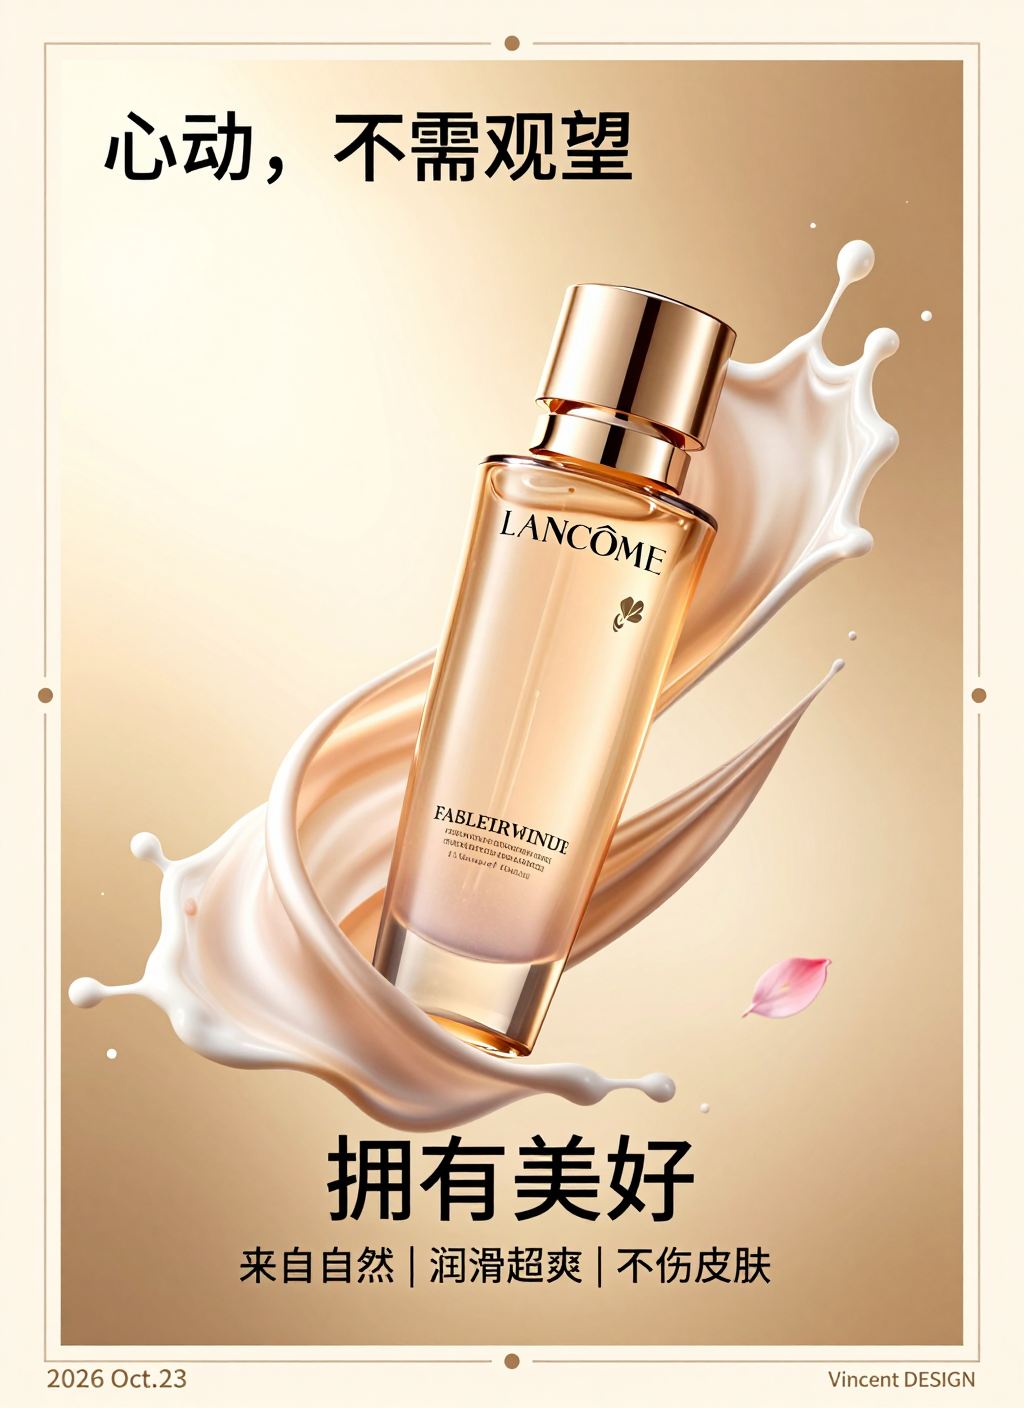 心动，不需观望
LANCÔME
FABLEIRWINUE
拥有美好
来自自然 | 润滑超爽 | 不伤皮肤
2026 Oct.23
Vincent DESIGN